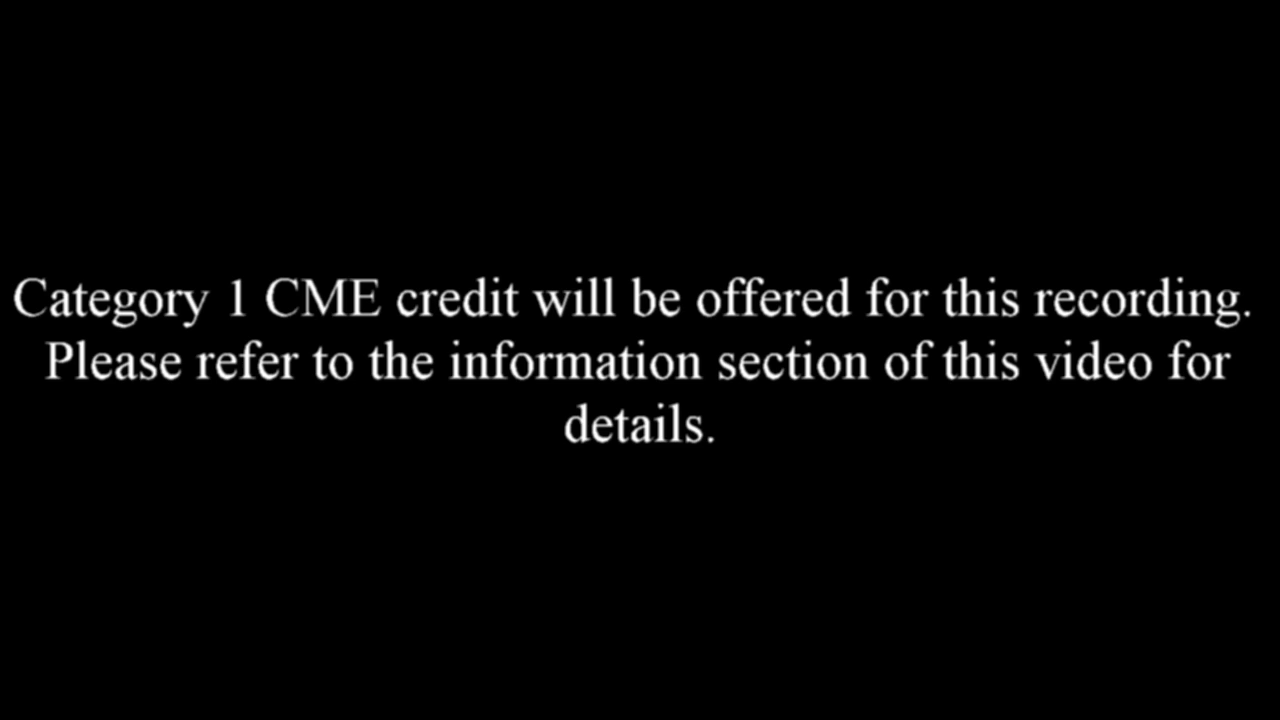 Category 1 CME credit will be offered for this recording.
Please refer to the information section of this video for
details.